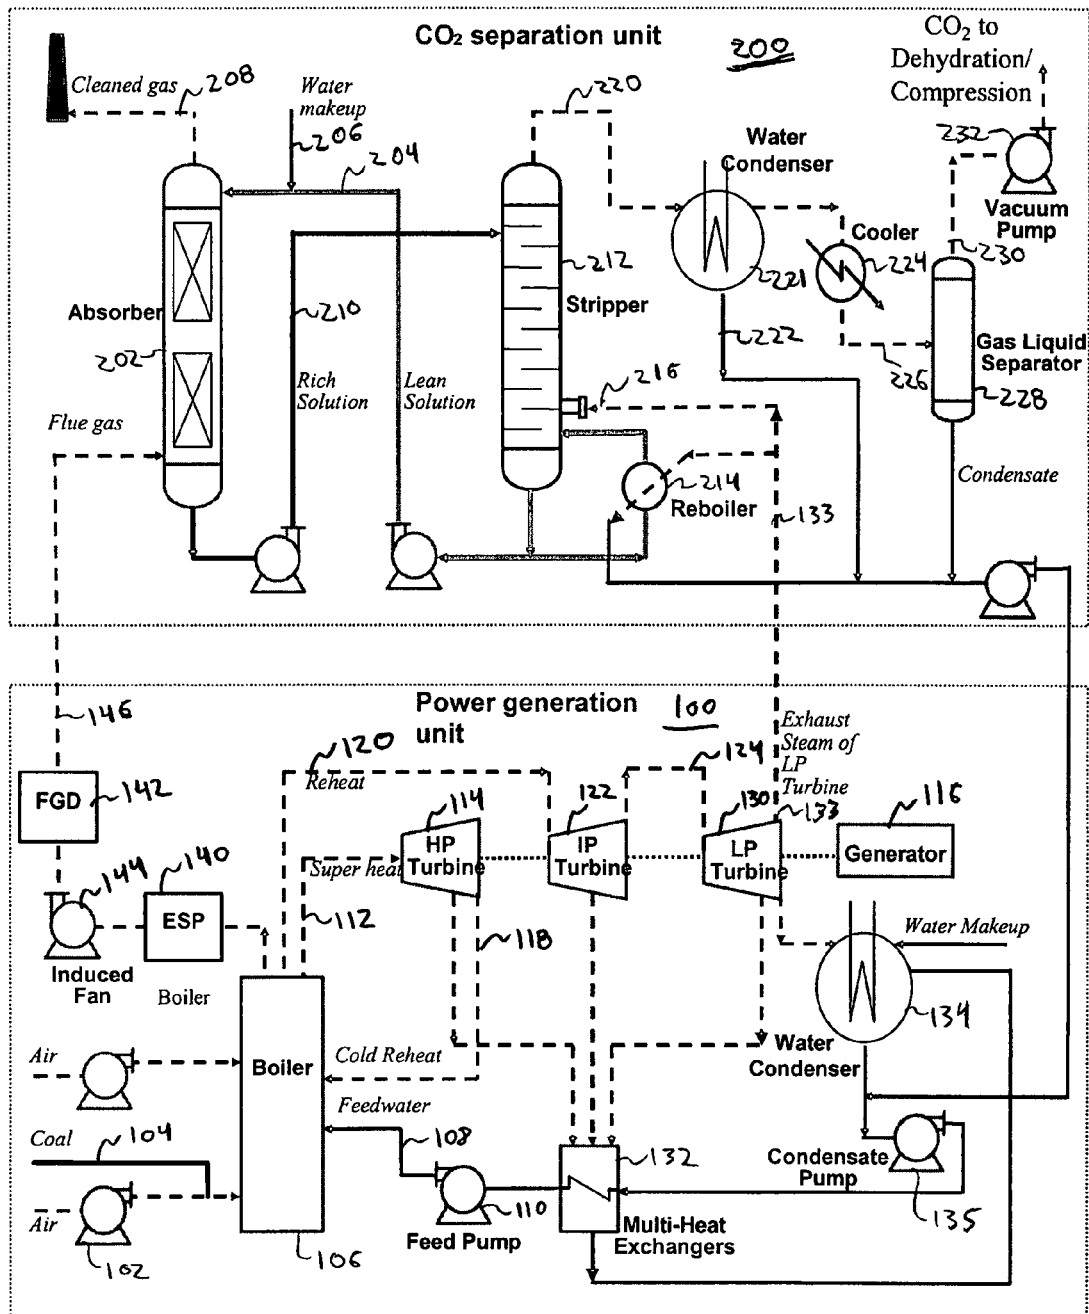 CO₂ separation unit
200
CO₂ to
Dehydration/
Compression
Cleaned gas
208
Water
makeup
206
204
220
Water
Condenser
232
Vacuum
Pump
Cooler
224
230
221
212
Absorber
210
Stripper
222
Gas Liquid
Separator
202
226
228
Rich
Solution
Lean
Solution
216
Flue gas
214
Reboiler
Condensate
133
146
Power generation
unit
100
Exhaust
Steam of
LP
Turbine
120
Reheat
124
FGD
142
114
122
130
133
116
HP
Turbine
IP
Turbine
LP
Turbine
Generator
Super heat
144
140
ESP
112
118
Water Makeup
Induced
Fan
Boiler
134
Air
Boiler
Cold Reheat
Water
Condenser
Feedwater
Coal
104
108
132
Condensate
Pump
135
Air
102
106
Feed Pump
110
Multi-Heat
Exchangers